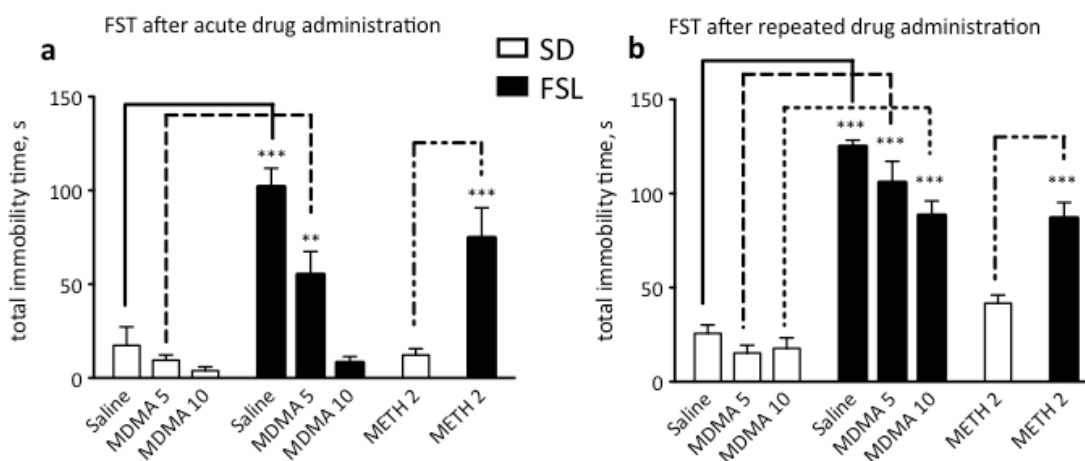 FST after acute drug administration
a
SD
FSL
total immobility time, s
150
100
50
0
***
**
***
Saline
MDMA 5
MDMA 10
Saline
MDMA 5
MDMA 10
METH 2
METH 2
FST after repeated drug administration
b
total immobility time, s
150
100
50
0
***
***
***
***
Saline
MDMA 5
MDMA 10
Saline
MDMA 5
MDMA 10
METH 2
METH 2